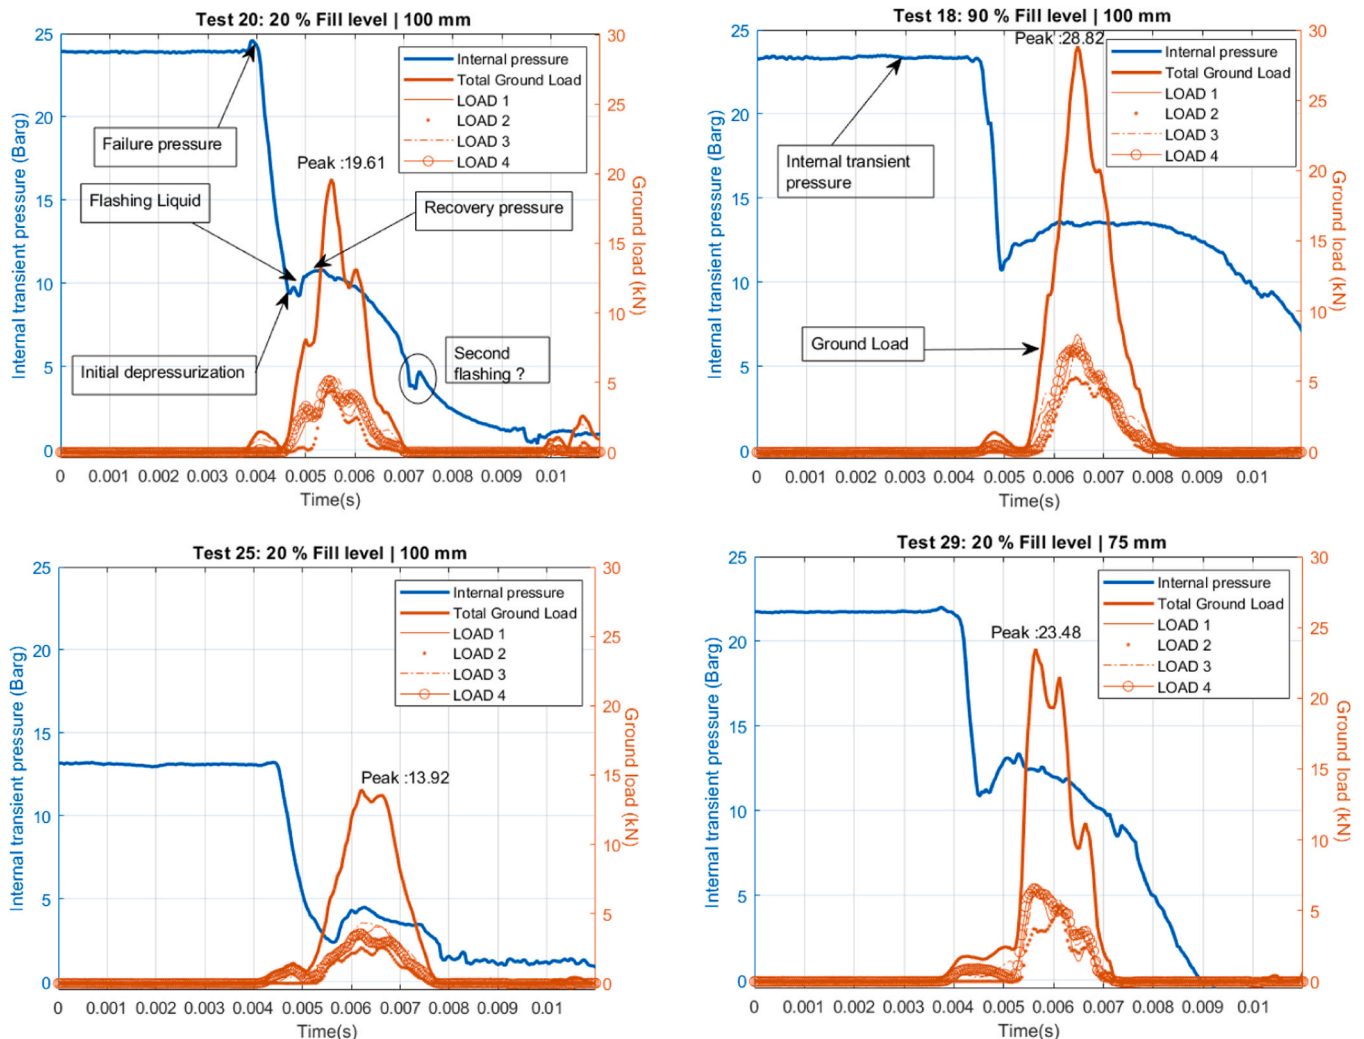 Test 20: 20 % Fill level | 100 mm
Internal transient pressure (Barg)
25
20
15
10
5
0
Internal pressure
Total Ground Load
LOAD 1
LOAD 2
LOAD 3
LOAD 4
Failure pressure
Peak :19.61
Flashing Liquid
Recovery pressure
Initial depressurization
Second
flashing ?
30
25
20
15
10
5
0
Ground load (kN)
0 0.001 0.002 0.003 0.004 0.005 0.006 0.007 0.008 0.009 0.01
Time(s)
Test 18: 90 % Fill level | 100 mm
Internal transient pressure (Barg)
25
20
15
10
5
0
Peak :28.82
Internal pressure
Total Ground Load
LOAD 1
LOAD 2
LOAD 3
LOAD 4
Internal transient
pressure
Ground Load
30
25
20
15
10
5
0
Ground load (kN)
0 0.001 0.002 0.003 0.004 0.005 0.006 0.007 0.008 0.009 0.01
Time(s)
Test 25: 20 % Fill level | 100 mm
Internal transient pressure (Barg)
25
20
15
10
5
0
Internal pressure
Total Ground Load
LOAD 1
LOAD 2
LOAD 3
LOAD 4
Peak :13.92
30
25
20
15
10
5
0
Ground load (kN)
0 0.001 0.002 0.003 0.004 0.005 0.006 0.007 0.008 0.009 0.01
Time(s)
Test 29: 20 % Fill level | 75 mm
Internal transient pressure (Barg)
25
20
15
10
5
0
Internal pressure
Total Ground Load
LOAD 1
LOAD 2
LOAD 3
LOAD 4
Peak :23.48
30
25
20
15
10
5
0
Ground load (kN)
0 0.001 0.002 0.003 0.004 0.005 0.006 0.007 0.008 0.009 0.01
Time(s)